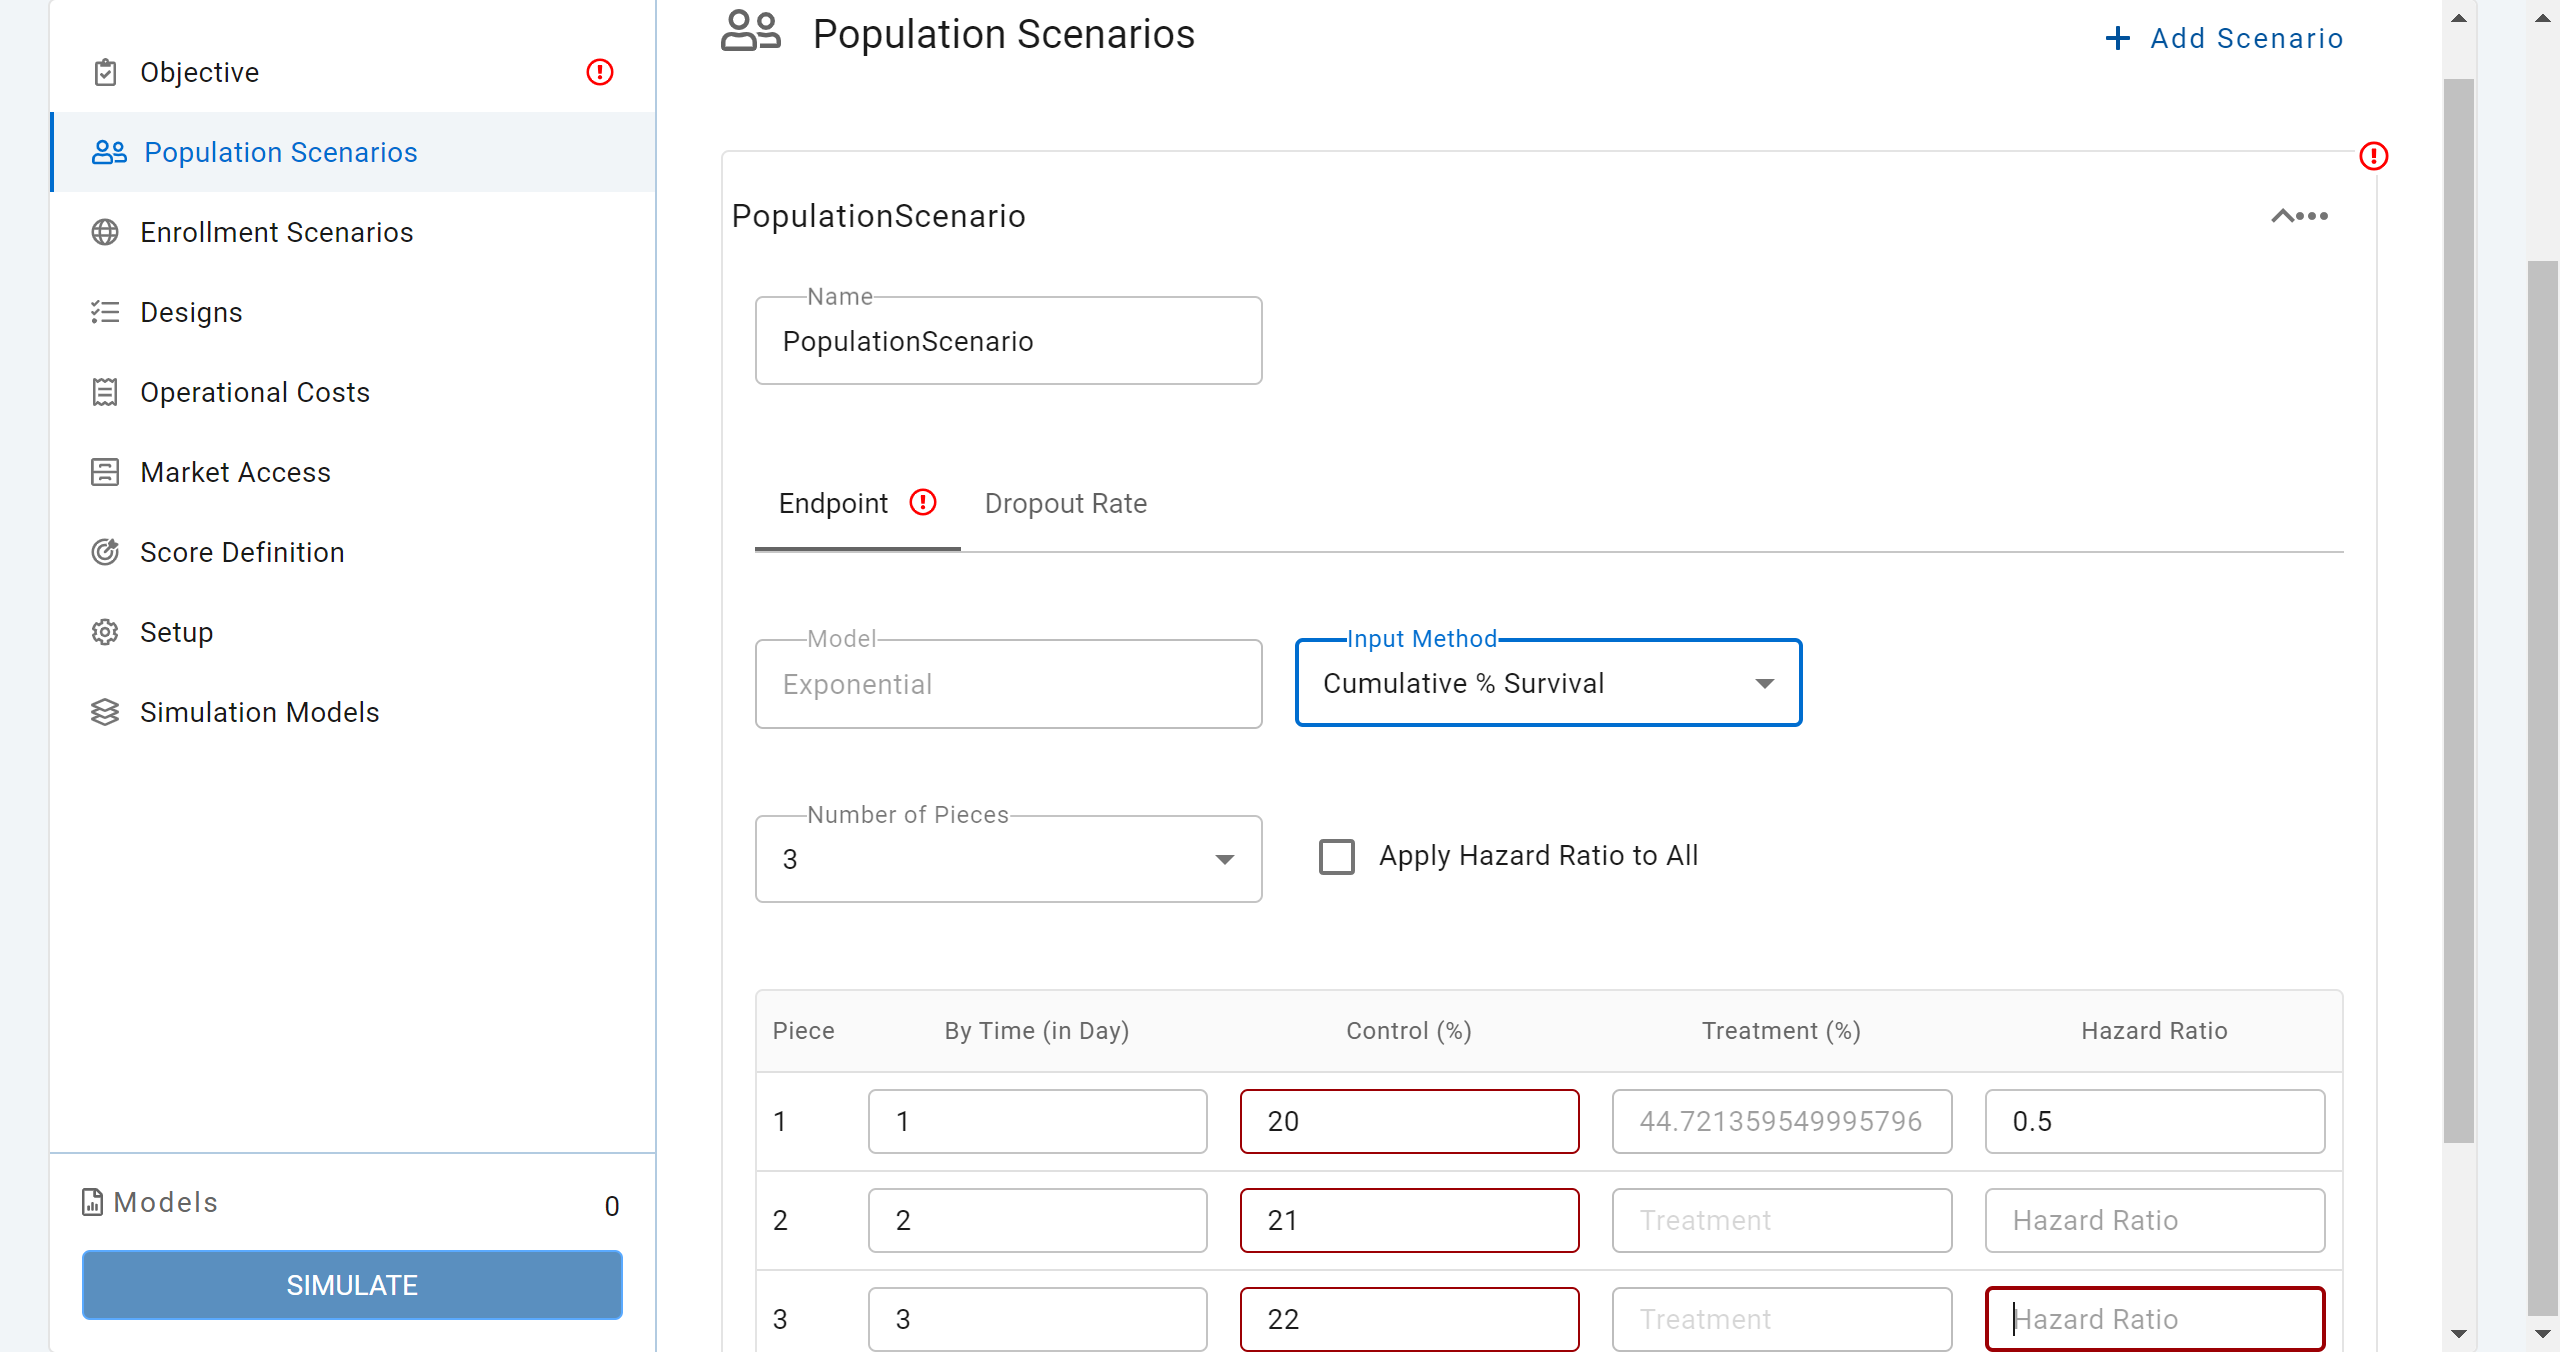 Objective
Population Scenarios
Enrollment Scenarios
Designs
Operational Costs
Market Access
Score Definition
Setup
Simulation Models
Models 0
SIMULATE
Population Scenarios
Add Scenario
PopulationScenario
Name
PopulationScenario
Endpoint Dropout Rate
Model
Exponential
Input Method
Cumulative % Survival
Number of Pieces
3
Apply Hazard Ratio to All
Piece By Time (in Day) Control (%) Treatment (%) Hazard Ratio
1 1 20 44.721359549995796 0.5
2 2 21 Treatment Hazard Ratio
3 3 22 Treatment Hazard Ratio